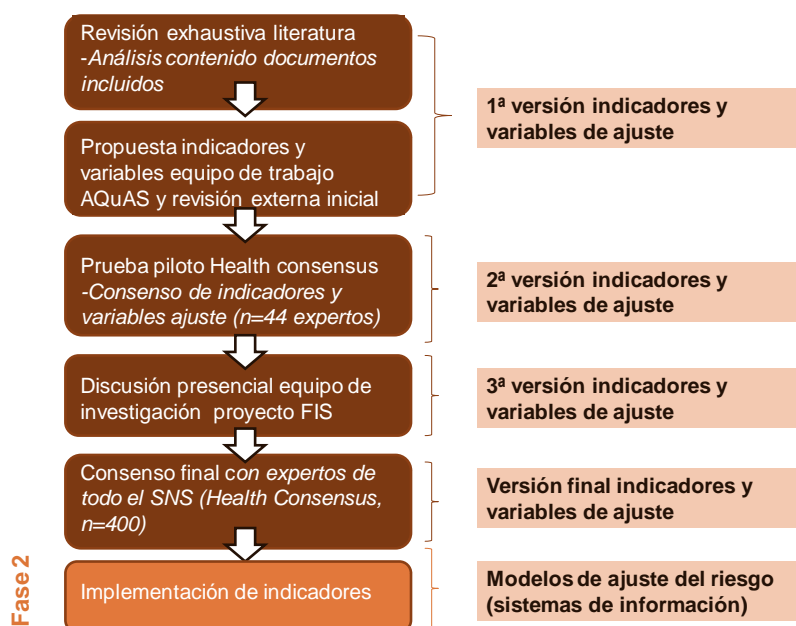 Revisión exhaustiva literatura
-Análisis contenido documentos
incluidos
1ª versión indicadores y
variables de ajuste
Propuesta indicadores y
variables equipo de trabajo
AQuAS y revisión externa inicial
Prueba piloto Health consensus
-Consenso de indicadores y
variables ajuste (n=44 expertos)
2ª versión indicadores y
variables de ajuste
Discusión presencial equipo de
investigación proyecto FIS
3ª versión indicadores y
variables de ajuste
Consenso final con expertos de
todo el SNS (Health Consensus,
n=400)
Versión final indicadores y
variables de ajuste
Fase 2
Implementación de indicadores
Modelos de ajuste del riesgo
(sistemas de información)